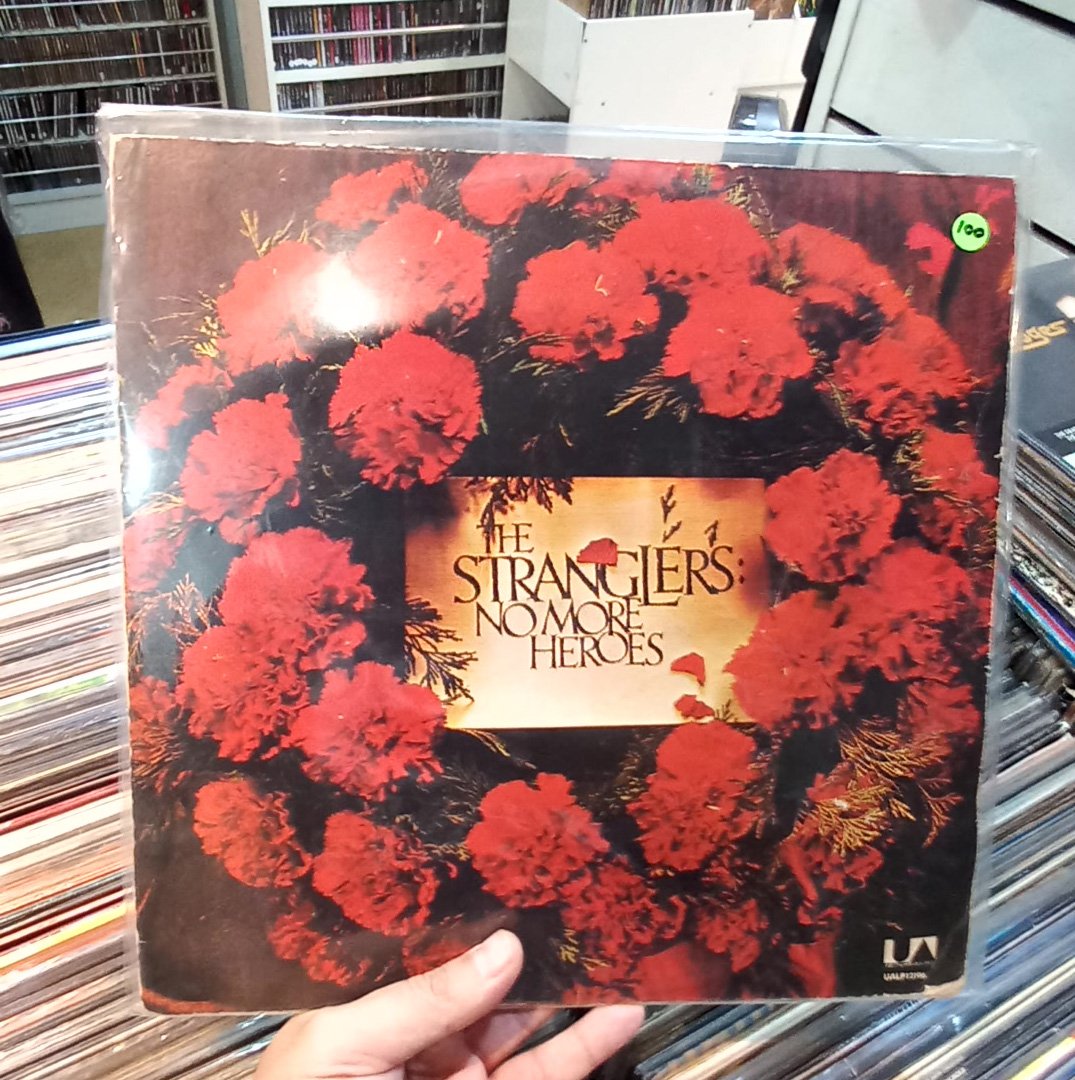 100
THE
STRANGLERS:
NO MORE
HEROES
UA